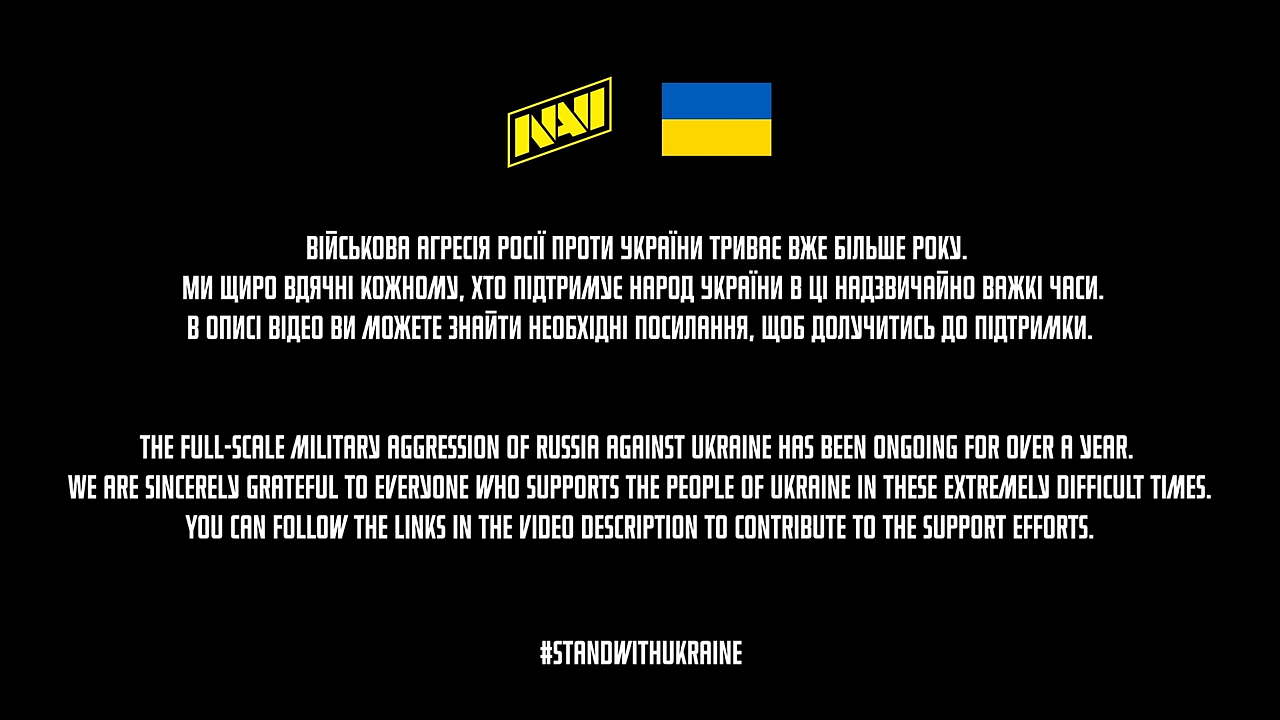 NAVI
ВІЙСЬКОВА АГРЕСІЯ РОСІЇ ПРОТИ УКРАЇНИ ТРИВАЄ ВЖЕ БІЛЬШЕ РОКУ.
МИ ЩИРО ВДЯЧНІ КОЖНОМУ, ХТО ПІДТРИМУЄ НАРОД УКРАЇНИ В ЦІ НАДЗВИЧАЙНО ВАЖКІ ЧАСИ.
В ОПИСІ ВІДЕО ВИ МОЖЕТЕ ЗНАЙТИ НЕОБХІДНІ ПОСИЛАННЯ, ЩОБ ДОЛУЧИТИСЬ ДО ПІДТРИМКИ.
THE FULL-SCALE MILITARY AGGRESSION OF RUSSIA AGAINST UKRAINE HAS BEEN ONGOING FOR OVER A YEAR.
WE ARE SINCERELY GRATEFUL TO EVERYONE WHO SUPPORTS THE PEOPLE OF UKRAINE IN THESE EXTREMELY DIFFICULT TIMES.
YOU CAN FOLLOW THE LINKS IN THE VIDEO DESCRIPTION TO CONTRIBUTE TO THE SUPPORT EFFORTS.
#STANDWITHUKRAINE